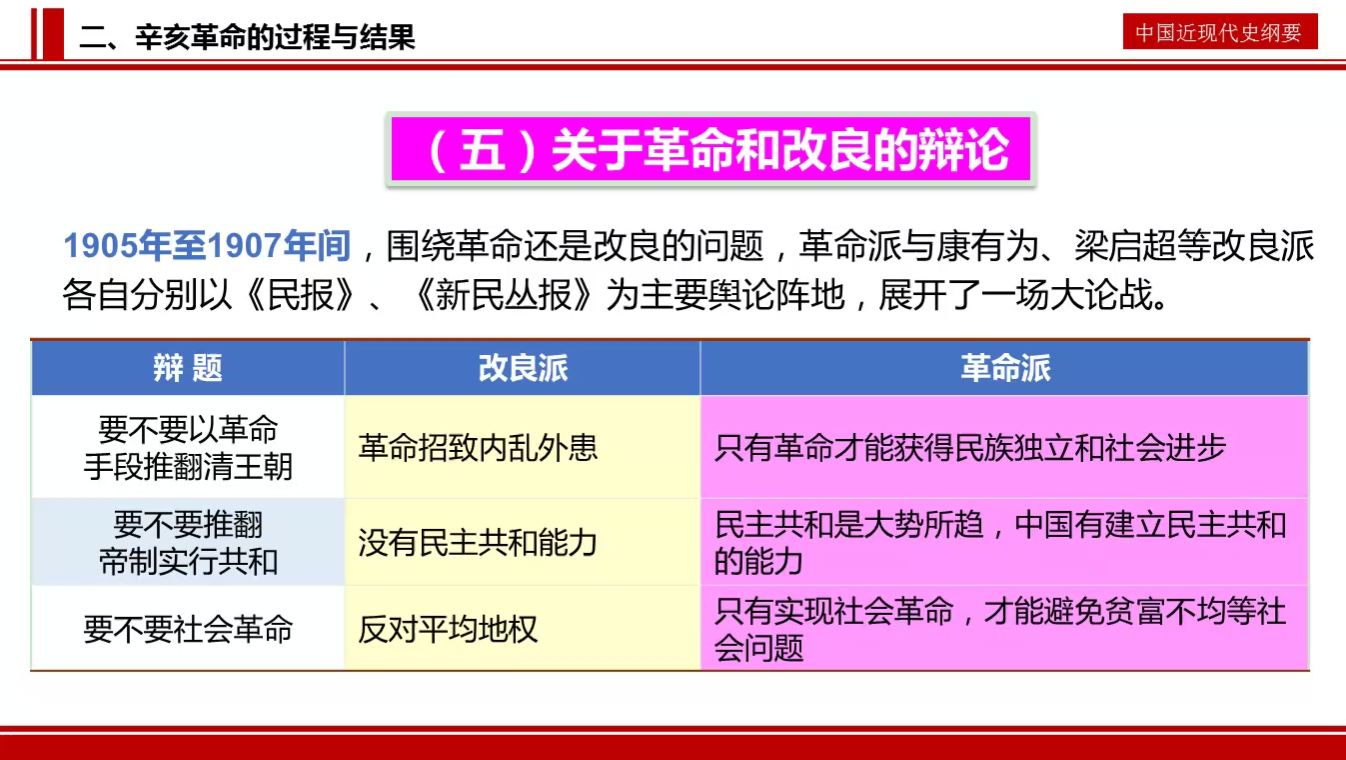 二、辛亥革命的过程与结果
中国近现代史纲要
（五）关于革命和改良的辩论
1905年至1907年间，围绕革命还是改良的问题，革命派与康有为、梁启超等改良派
各自分别以《民报》、《新民丛报》为主要舆论阵地，展开了一场大论战。
辩 题
改良派
革命派
要不要以革命
手段推翻清王朝
革命招致内乱外患
只有革命才能获得民族独立和社会进步
要不要推翻
帝制实行共和
没有民主共和能力
民主共和是大势所趋，中国有建立民主共和
的能力
要不要社会革命
反对平均地权
只有实现社会革命，才能避免贫富不均等社
会问题